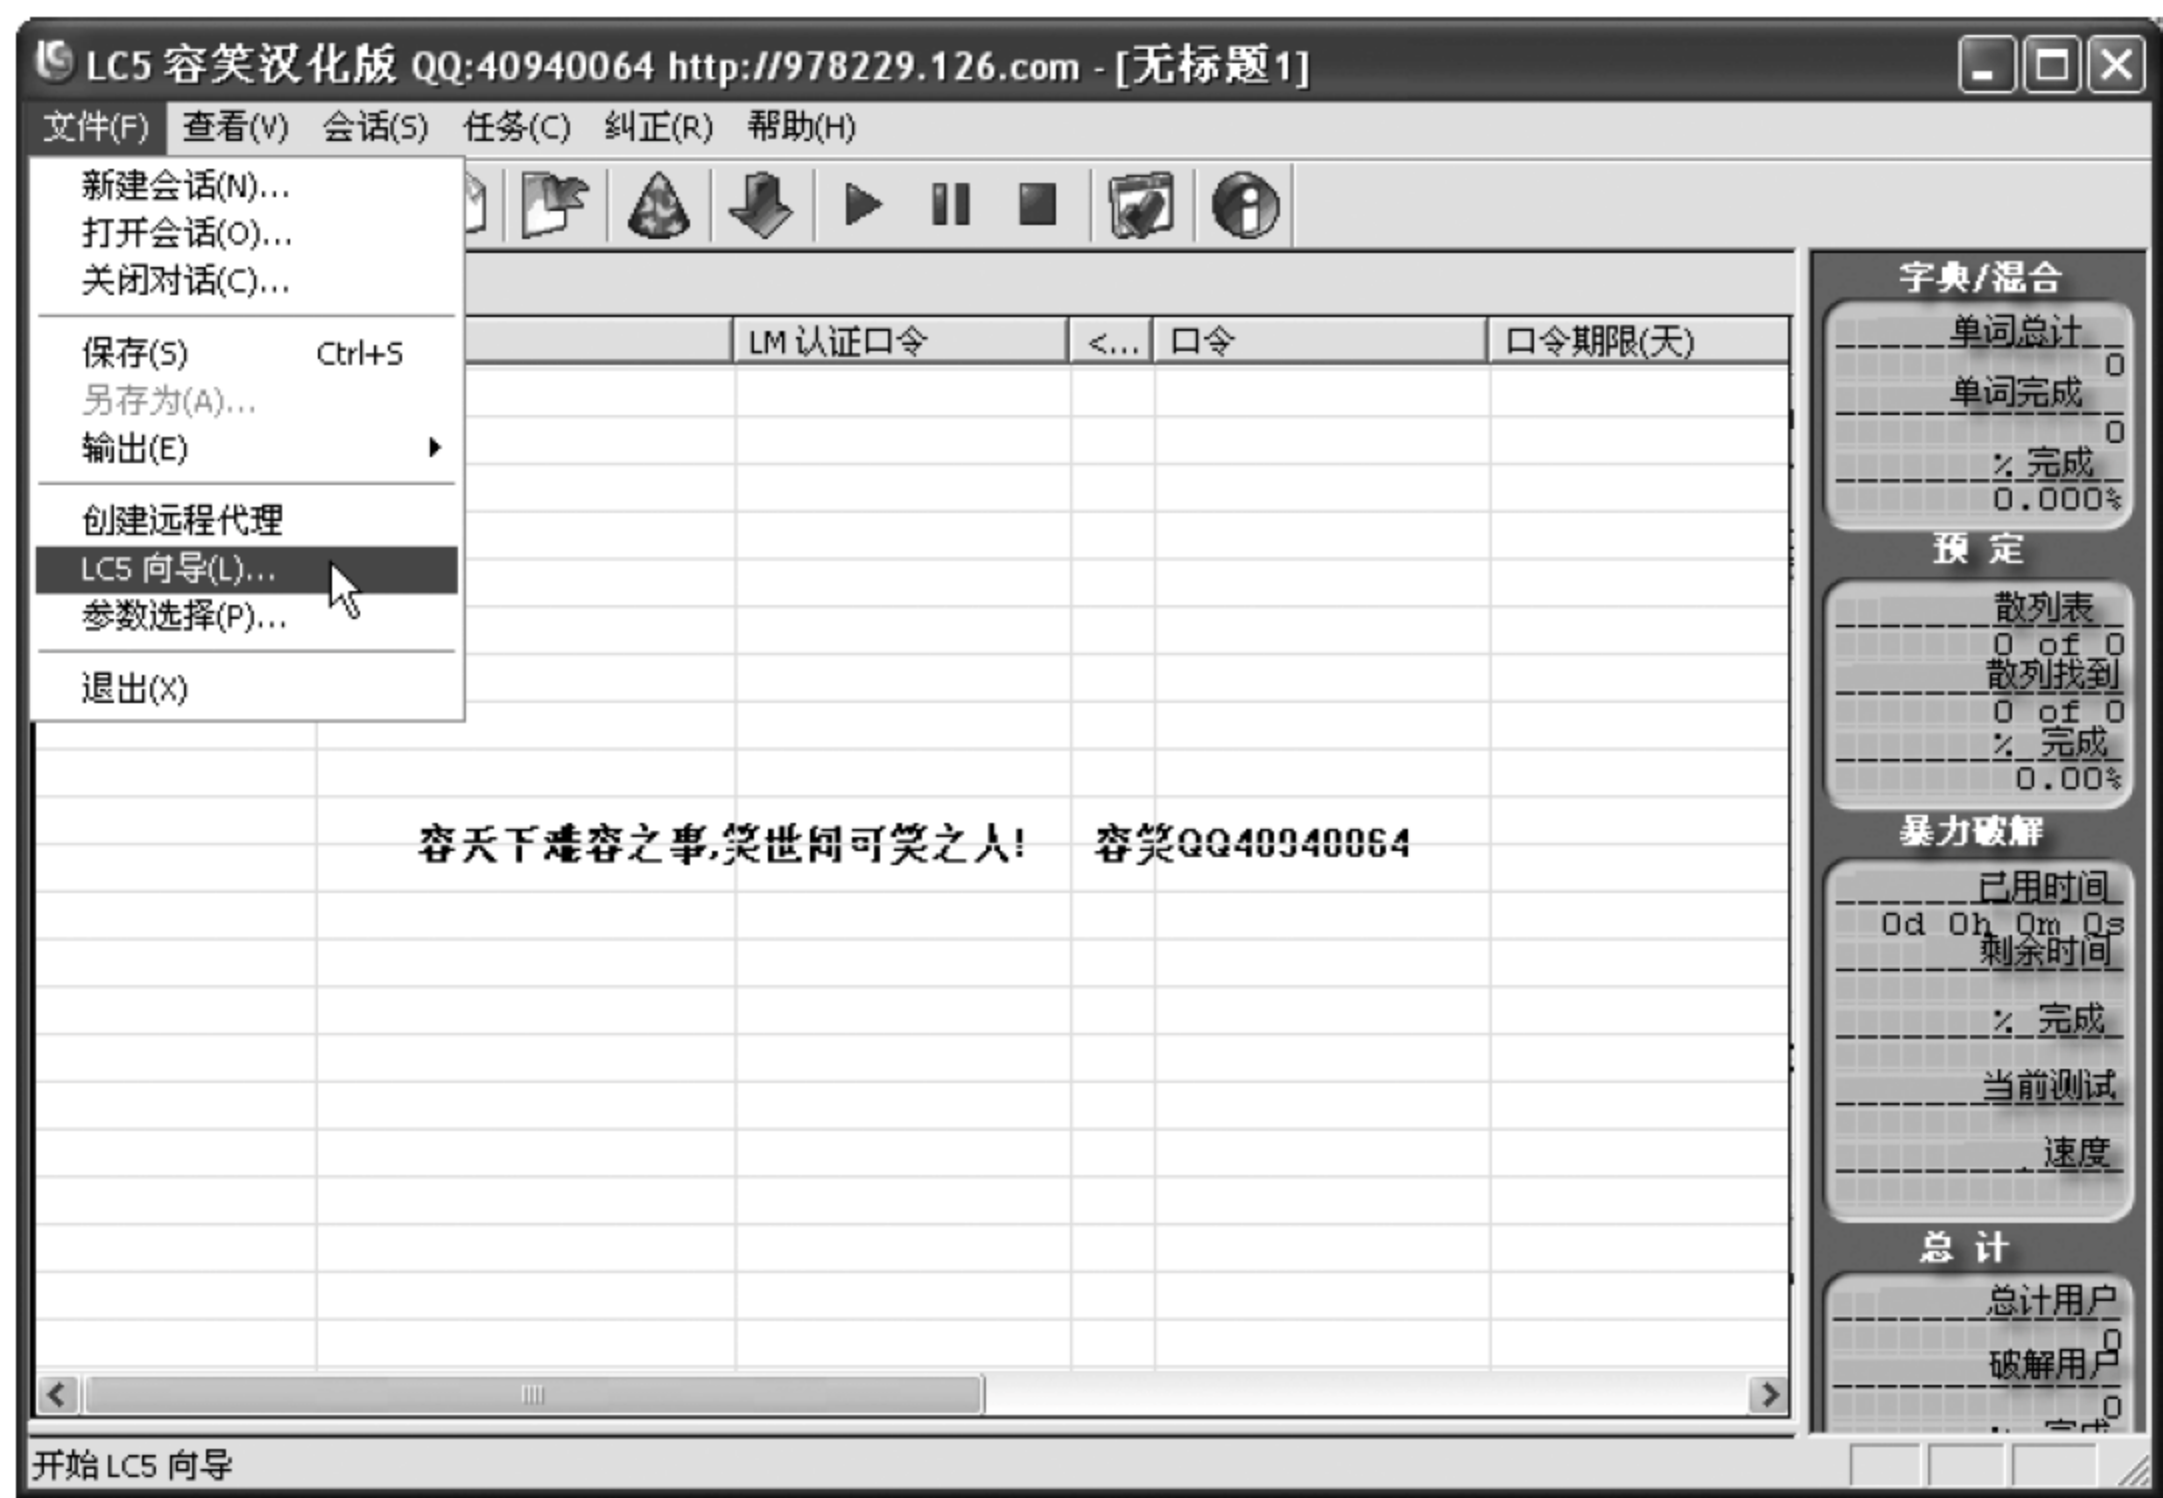 LC5 容笑汉化版 QQ:40940064 http://978229.126.com - [无标题1]
文件(F) 查看(V) 会话(S) 任务(C) 纠正(R) 帮助(H)
新建会话(N)...
打开会话(O)...
关闭对话(C)...
保存(S) Ctrl+S
另存为(A)...
输出(E)
创建远程代理
LC5 向导(L)...
参数选择(P)...
退出(X)
LM 认证口令 <... 口令 口令期限(天)
容天下难容之事,笑世间可笑之人! 容笑QQ40940064
字典/混合
单词总计
0
单词完成
0
% 完成
0.000%
预 定
散列表
0 of 0
散列找到
0 of 0
% 完成
0.00%
暴力破解
已用时间
0d 0h 0m 0s
剩余时间
% 完成
当前测试
速度
总 计
总计用户
0
破解用户
0
% 完成
开始 LC5 向导